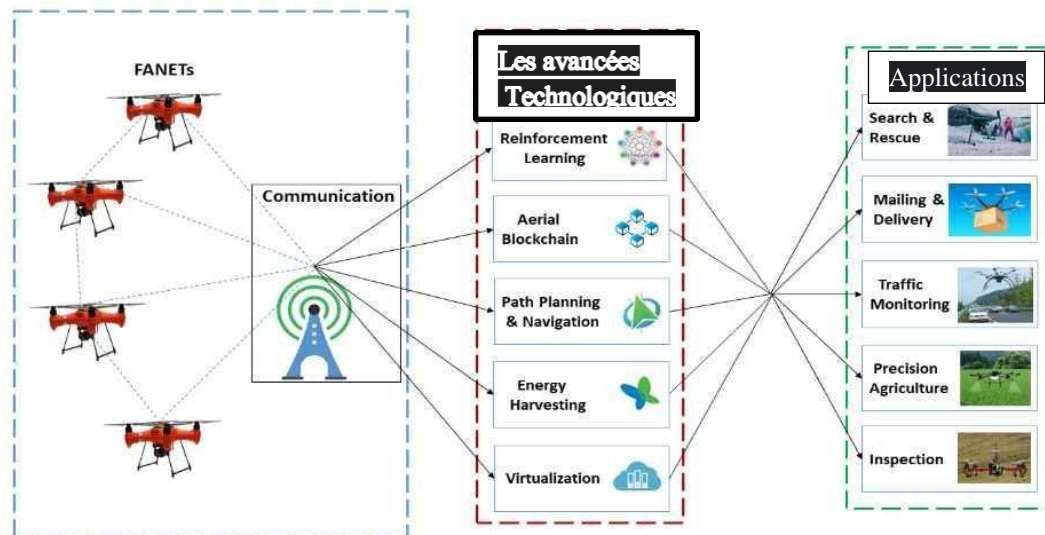 FANETs
Communication
Les avancées
Technologiques
Reinforcement
Learning
Aerial
Blockchain
Path Planning
& Navigation
Energy
Harvesting
Virtualization
Applications
Search &
Rescue
Mailing &
Delivery
Traffic
Monitoring
Precision
Agriculture
Inspection